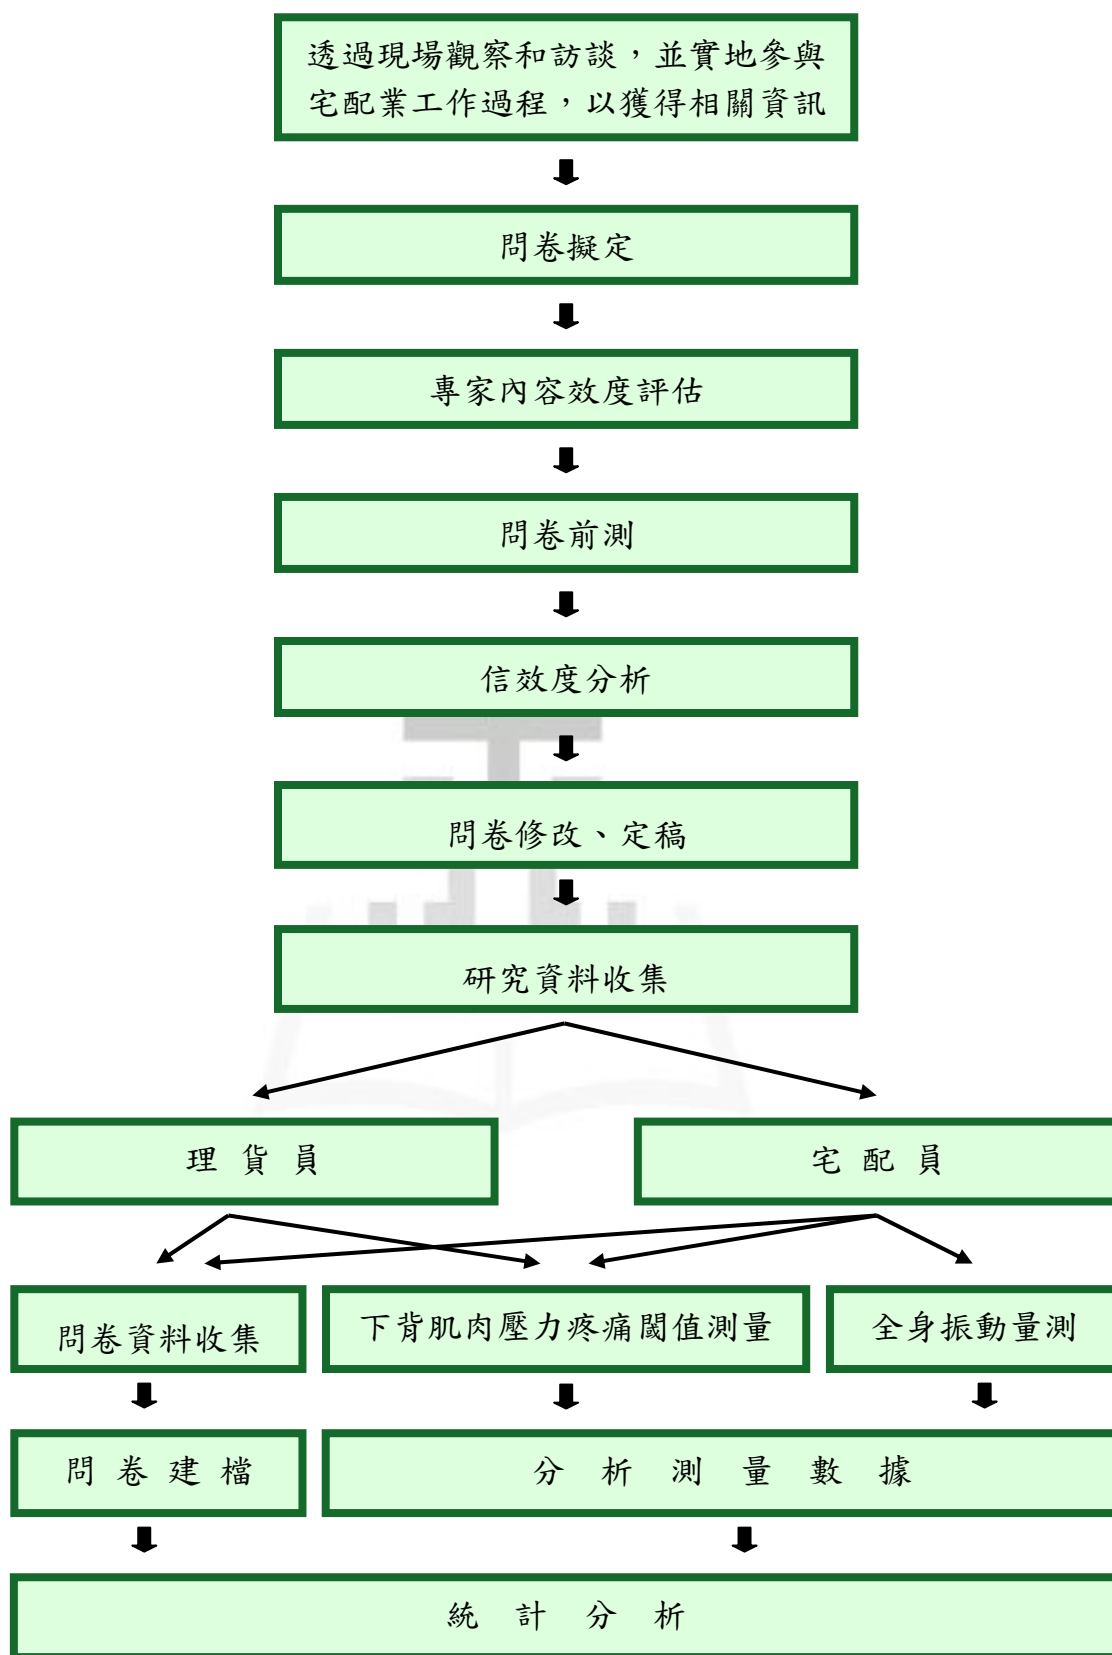 透過現場觀察和訪談，並實地參與
宅配業工作過程，以獲得相關資訊
問卷擬定
專家內容效度評估
問卷前測
信效度分析
問卷修改、定稿
研究資料收集
理貨員
宅配員
問卷資料收集
下背肌肉壓力疼痛閾值測量
全身振動量測
問卷建檔
分析測量數據
統計分析